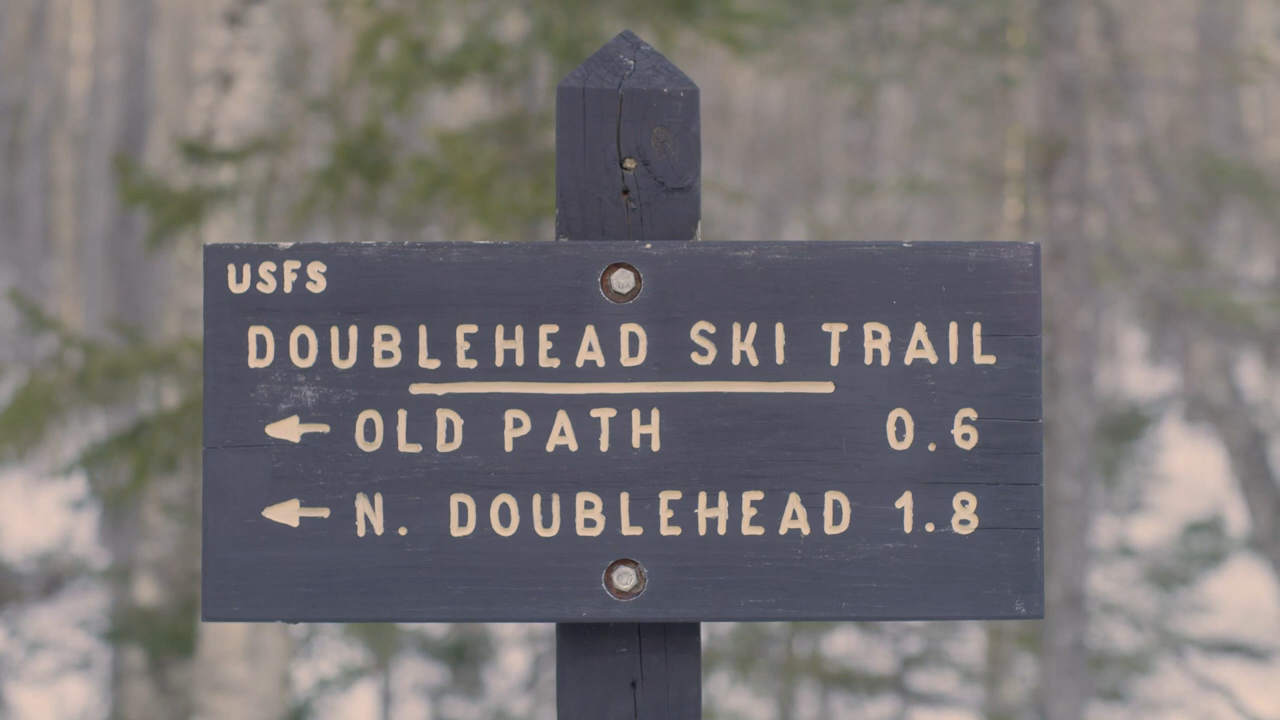 USFS
DOUBLEHEAD SKI TRAIL
← OLD PATH 0.6
← N. DOUBLEHEAD 1.8